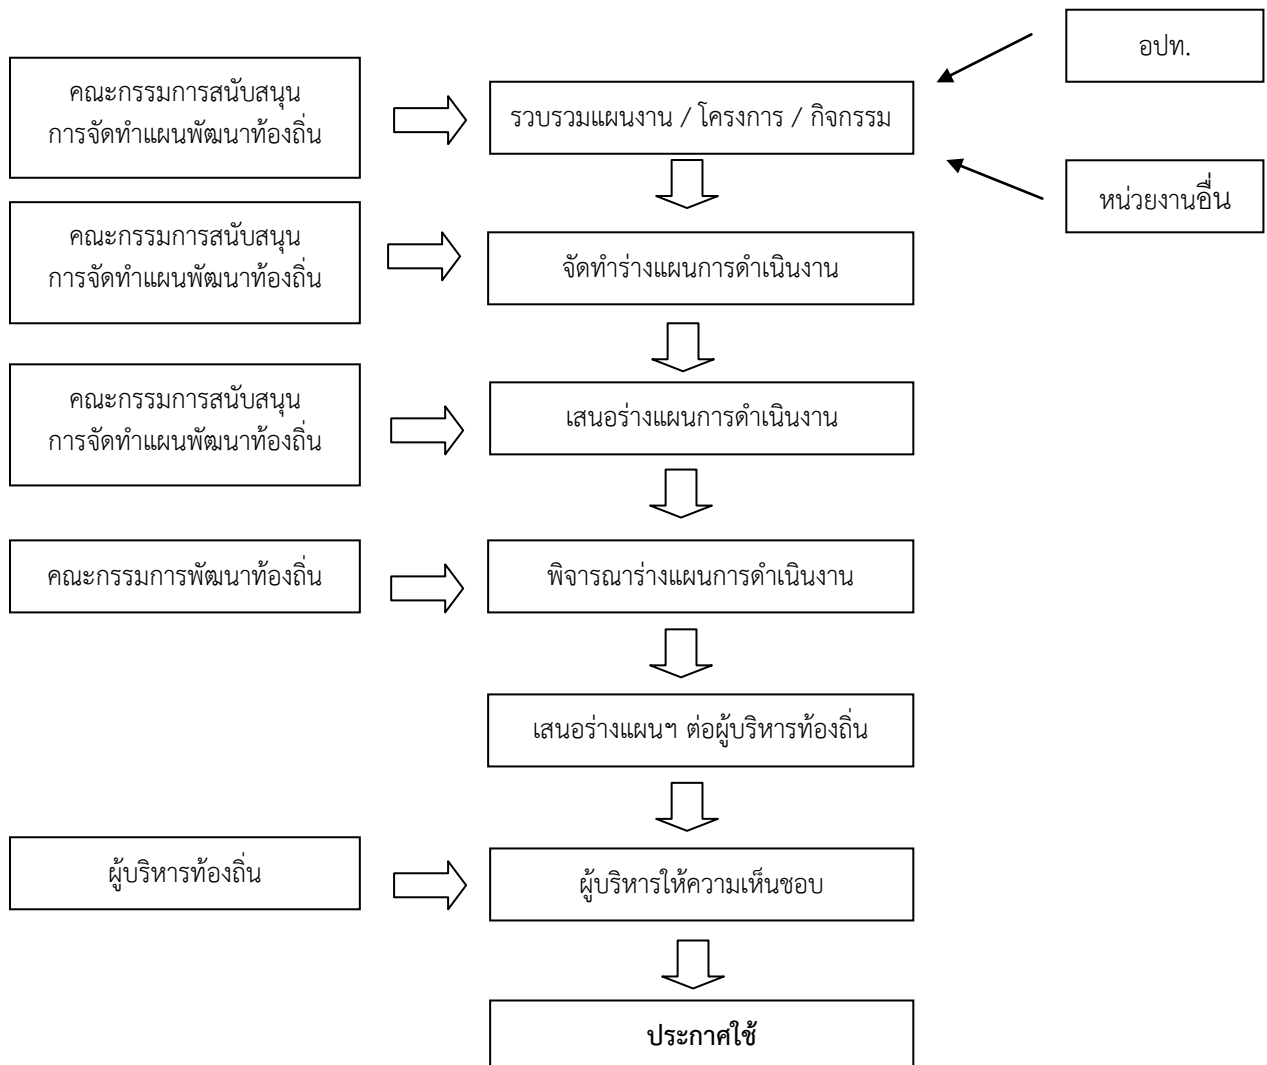 อปท.
คณะกรรมการสนับสนุน
การจัดทำแผนพัฒนาท้องถิ่น
รวบรวมแผนงาน / โครงการ / กิจกรรม
หน่วยงานอื่น
คณะกรรมการสนับสนุน
การจัดทำแผนพัฒนาท้องถิ่น
จัดทำร่างแผนการดำเนินงาน
คณะกรรมการสนับสนุน
การจัดทำแผนพัฒนาท้องถิ่น
เสนอร่างแผนการดำเนินงาน
คณะกรรมการพัฒนาท้องถิ่น
พิจารณาร่างแผนการดำเนินงาน
เสนอร่างแผนฯ ต่อผู้บริหารท้องถิ่น
ผู้บริหารท้องถิ่น
ผู้บริหารให้ความเห็นชอบ
ประกาศใช้